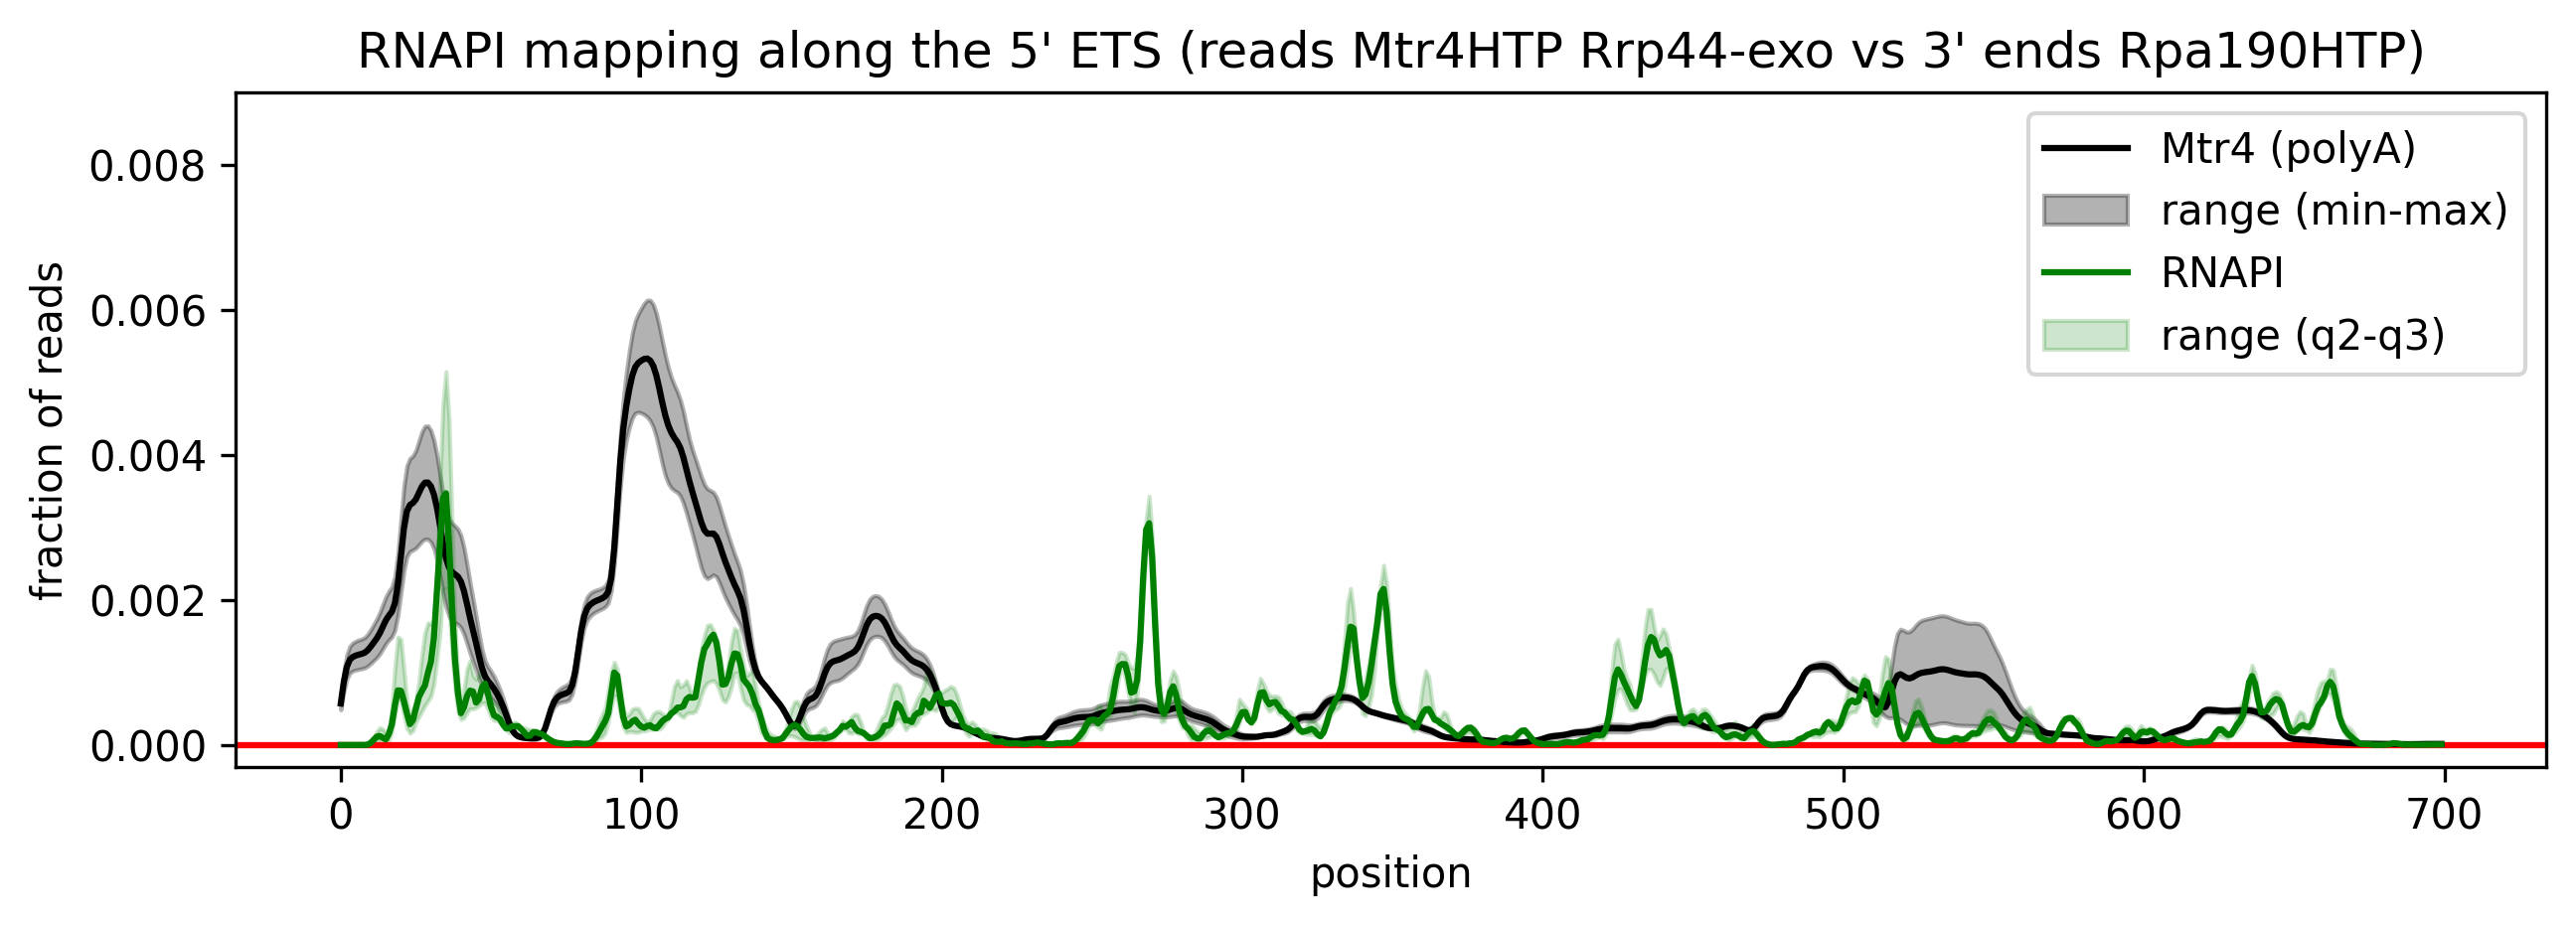 RNAPI mapping along the 5' ETS (reads Mtr4HTP Rrp44-exo vs 3' ends Rpa190HTP)
Mtr4 (polyA)
range (min-max)
RNAPI
range (q2-q3)
fraction of reads
0.008
0.006
0.004
0.002
0.000
0 100 200 300 400 500 600 700
position